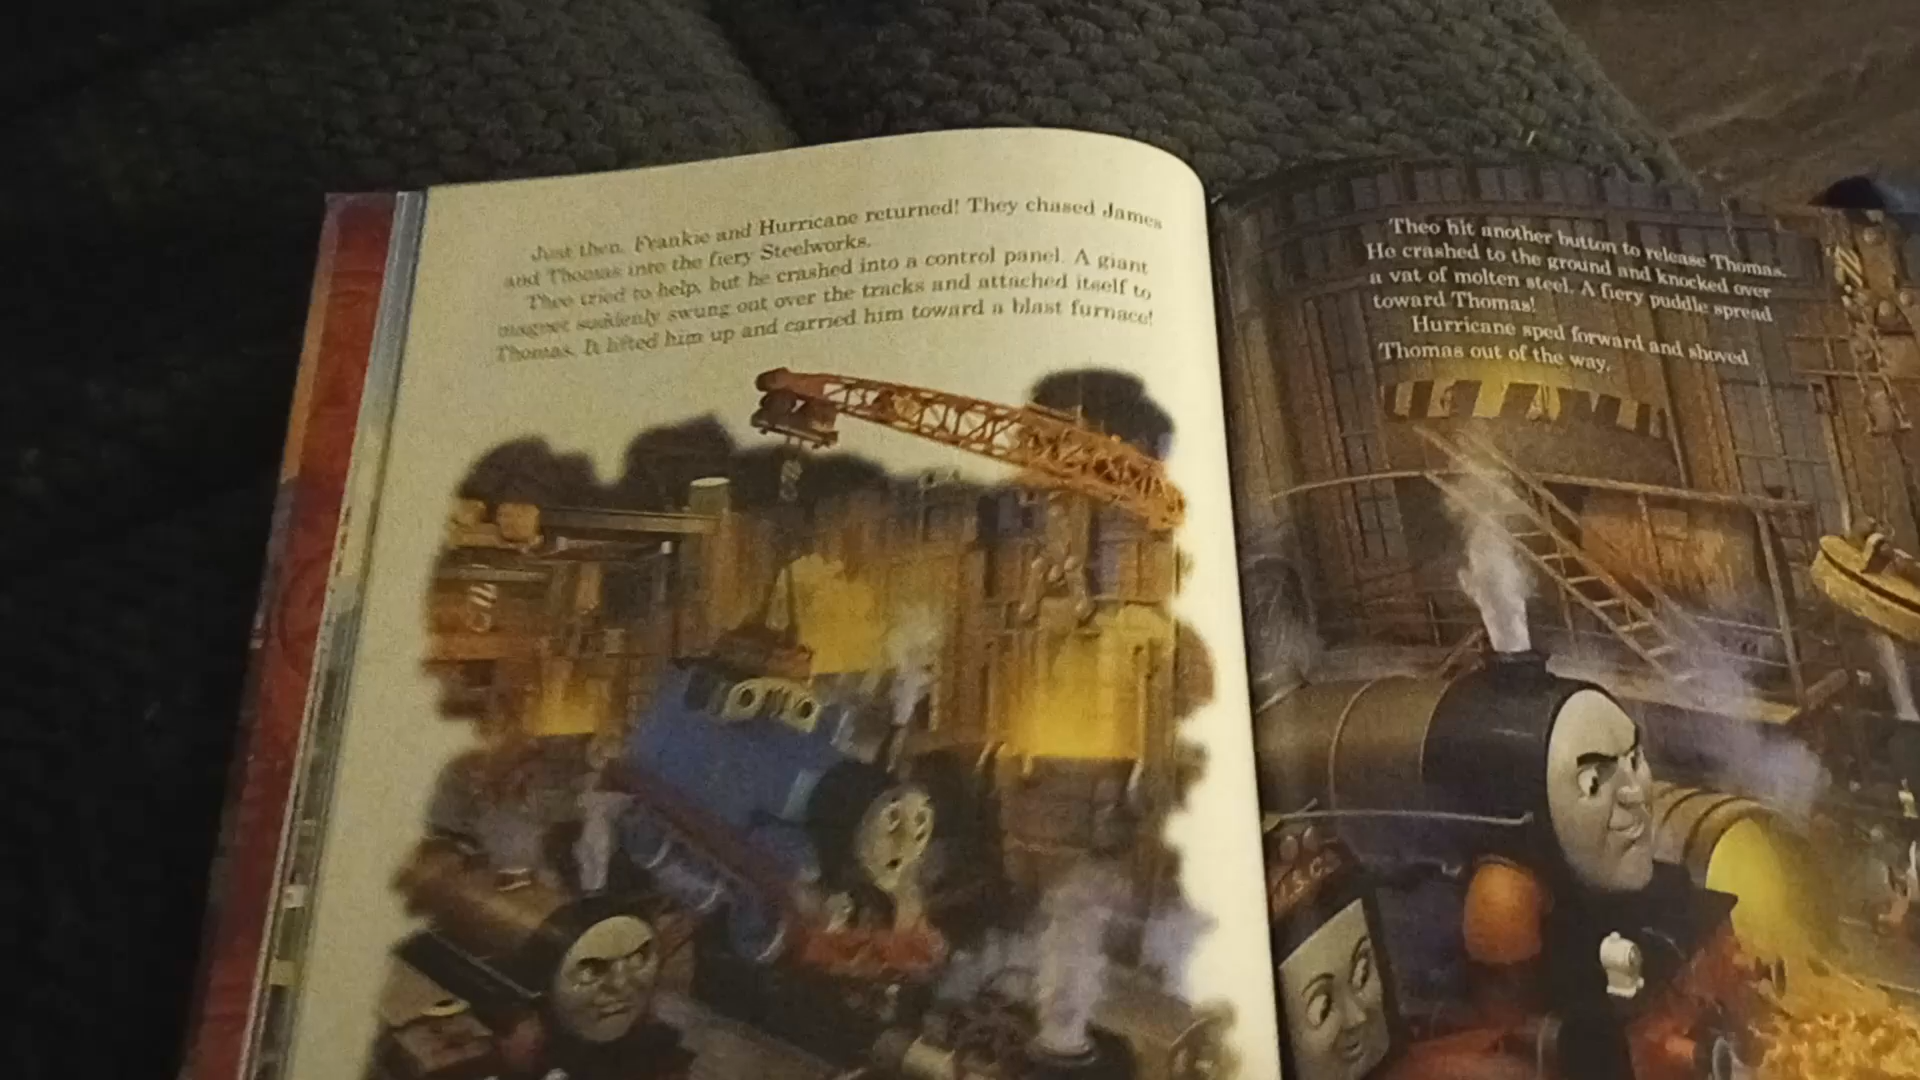 Just then, Frankie and Hurricane returned! They chased James
and Thomas into the fiery Steelworks.
Theo tried to help, but he crashed into a control panel. A giant
magnet suddenly swung out over the tracks and attached itself to
Thomas. It lifted him up and carried him toward a blast furnace!
Theo hit another button to release Thomas.
He crashed to the ground and knocked over
a vat of molten steel. A fiery puddle spread
toward Thomas!
Hurricane sped forward and shoved
Thomas out of the way.